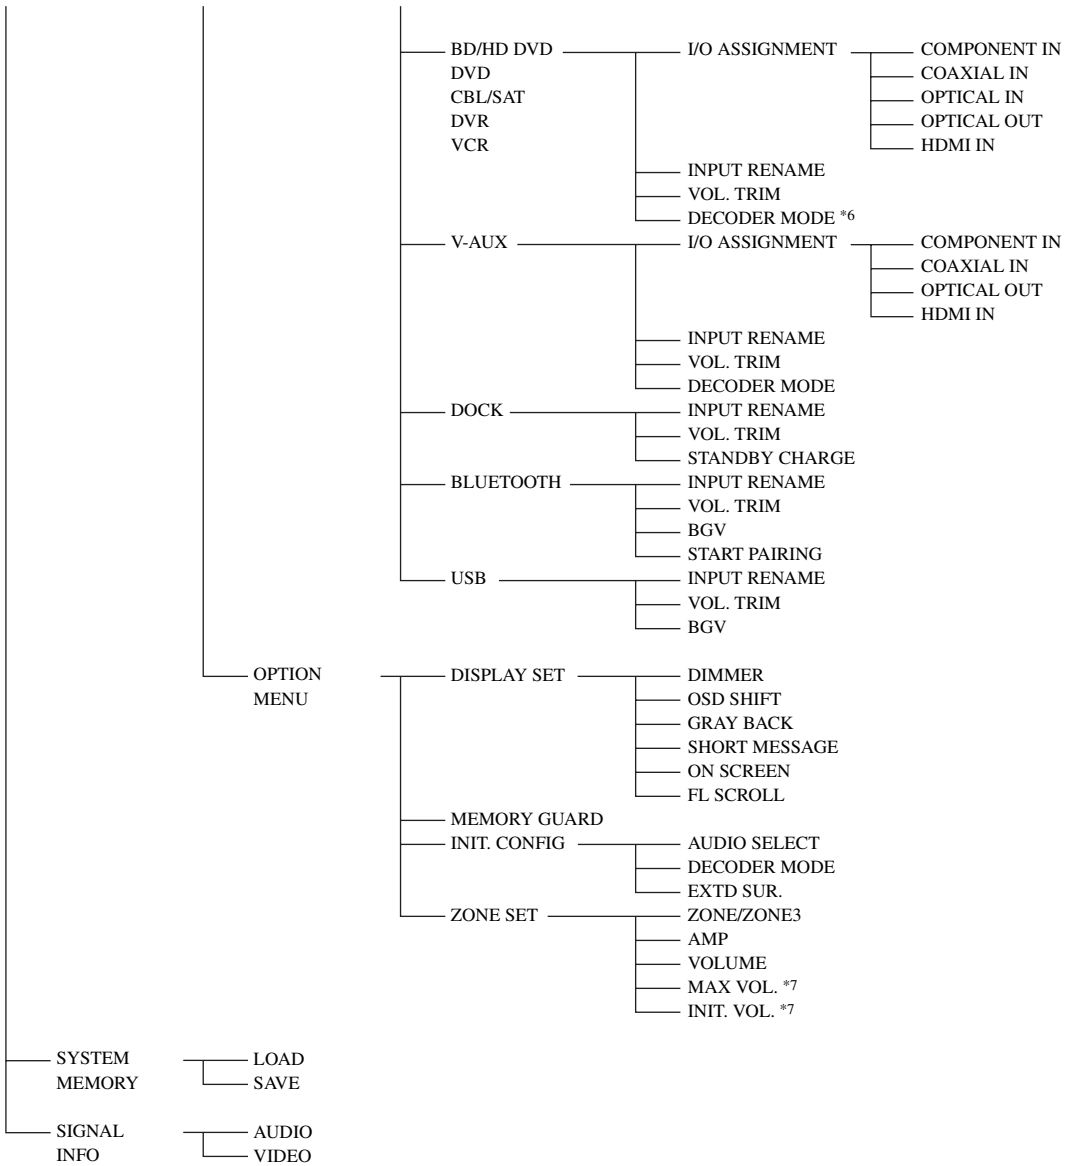 BD/HD DVD I/O ASSIGNMENT COMPONENT IN
DVD COAXIAL IN
CBL/SAT OPTICAL IN
DVR OPTICAL OUT
VCR HDMI IN
INPUT RENAME
VOL. TRIM
DECODER MODE *6
V-AUX I/O ASSIGNMENT COMPONENT IN
COAXIAL IN
OPTICAL OUT
HDMI IN
INPUT RENAME
VOL. TRIM
DECODER MODE
DOCK INPUT RENAME
VOL. TRIM
STANDBY CHARGE
BLUETOOTH INPUT RENAME
VOL. TRIM
BGV
START PAIRING
USB INPUT RENAME
VOL. TRIM
BGV
OPTION DISPLAY SET DIMMER
MENU OSD SHIFT
GRAY BACK
SHORT MESSAGE
ON SCREEN
FL SCROLL
MEMORY GUARD
INIT. CONFIG AUDIO SELECT
DECODER MODE
EXTD SUR.
ZONE SET ZONE/ZONE3
AMP
VOLUME
MAX VOL. *7
INIT. VOL. *7
SYSTEM LOAD
MEMORY SAVE
SIGNAL AUDIO
INFO VIDEO